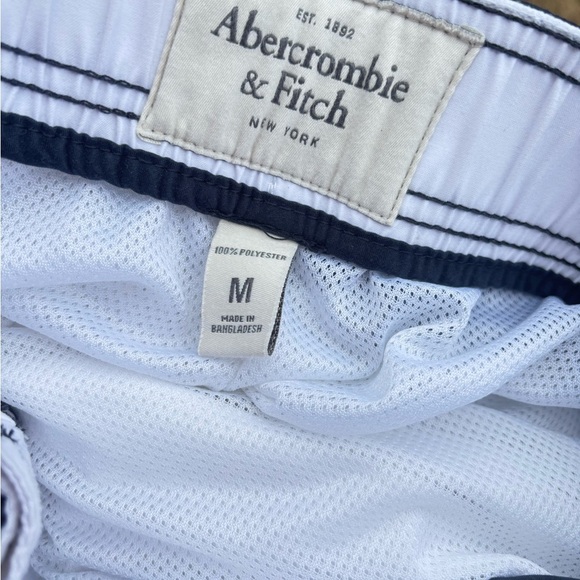 EST. 1892
Abercrombie
& Fitch
NEW YORK
100% POLYESTER
M
MADE IN
BANGLADESH